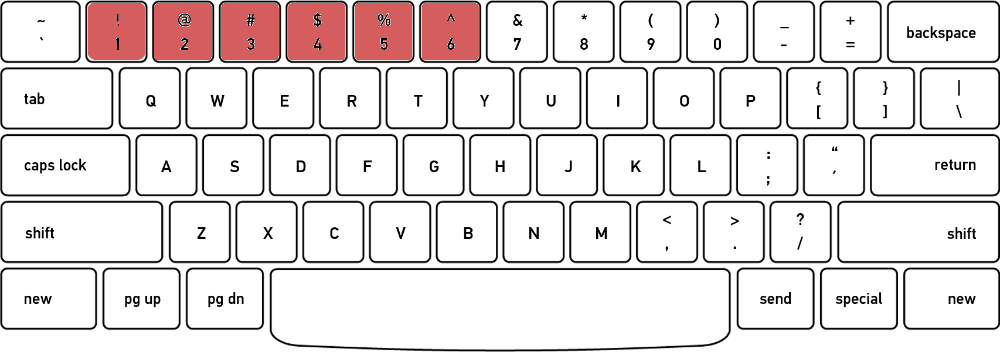 ~ ! @ # $ % ^ & * ( ) _ +
` 1 2 3 4 5 6 7 8 9 0 - = backspace
tab Q W E R T Y U I O P { [ } ] | \
caps lock A S D F G H J K L : ; “ ‚ return
shift Z X C V B N M < , > . ? / shift
new pg up pg dn send special new